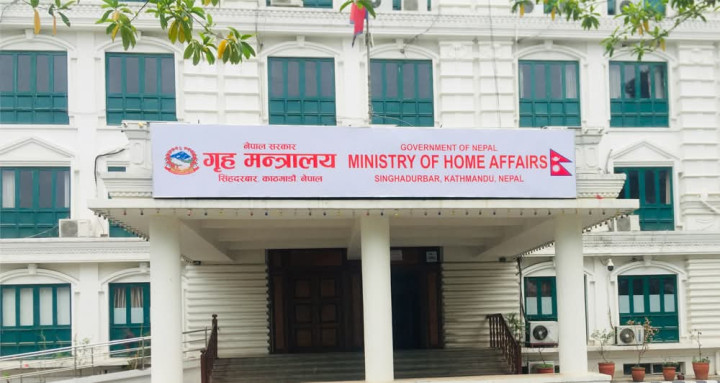 नेपाल सरकार
गृह मन्त्रालय
सिंहदरबार, काठमाडौं, नेपाल
GOVERNMENT OF NEPAL
MINISTRY OF HOME AFFAIRS
SINGHADURBAR, KATHMANDU, NEPAL